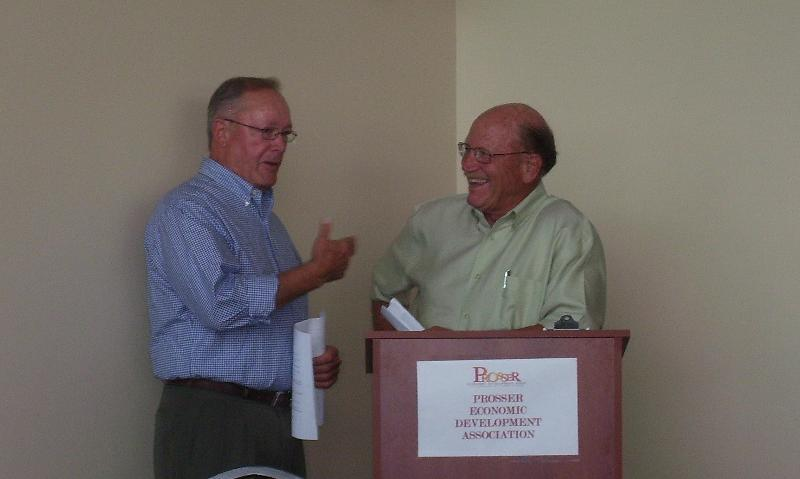 PROSSER
PROSSER
ECONOMIC
DEVELOPMENT
ASSOCIATION